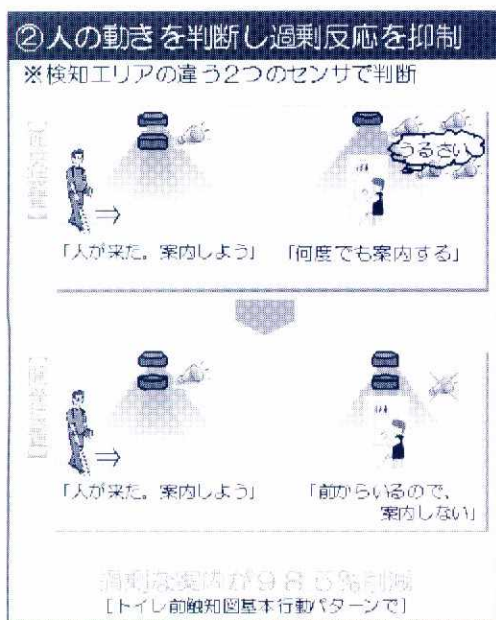 ②人の動きを判断し過剰反応を抑制
※検知エリアの違う2つのセンサで判断
うるさい
「人が来た。案内しよう」
「何度でも案内する」
「人が来た。案内しよう」
「前からいるので、
案内しない」
[トイレ前触知図基本行動パターンで]